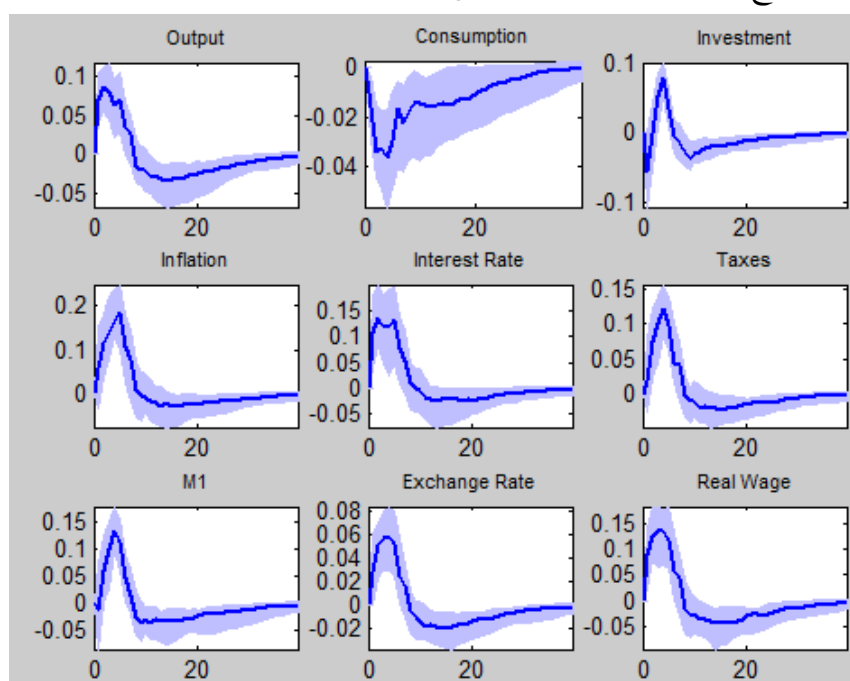 Output Consumption Investment
0.1 0 0.1
0.05 -0.02 0
0 -0.04 -0.1
-0.05
0 20 0 20 0 20
Inflation Interest Rate Taxes
0.2 0.15 0.15
0.1 0.1 0.1
0 0.05 0.05
0 0
-0.05
0 20 0 20 0 20
M1 Exchange Rate Real Wage
0.15 0.08 0.15
0.1 0.06 0.1
0.05 0.04 0.05
0 0.02 0
-0.05 0 -0.05
-0.02
0 20 0 20 0 20